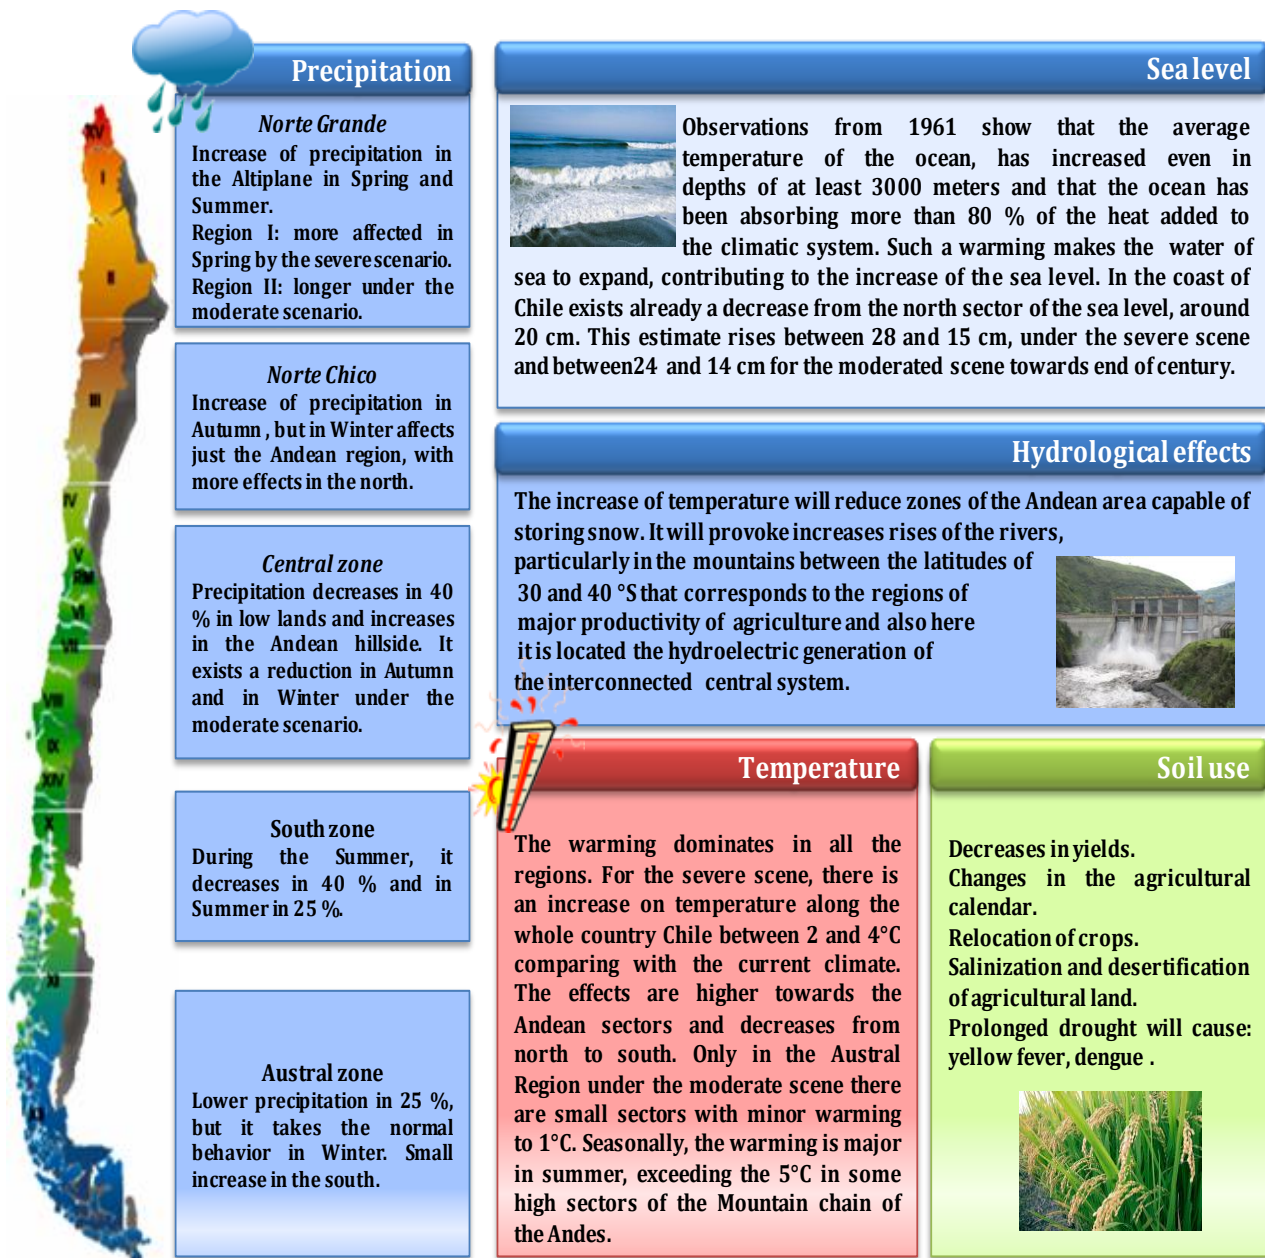 Precipitation
Norte Grande
Increase of precipitation in
the Altiplane in Spring and
Summer.
Region I: more affected in
Spring by the severe scenario.
Region II: longer under the
moderate scenario.
Norte Chico
Increase of precipitation in
Autumn , but in Winter affects
just the Andean region, with
more effects in the north.
Central zone
Precipitation decreases in 40
% in low lands and increases
in the Andean hillside. It
exists a reduction in Autumn
and in Winter under the
moderate scenario.
South zone
During the Summer, it
decreases in 40 % and in
Summer in 25 %.
Austral zone
Lower precipitation in 25 %,
but it takes the normal
behavior in Winter. Small
increase in the south.
XV
I
II
III
IV
V
RM
VI
VII
VIII
IX
XIV
X
XI
XII
Sea level
Observations from 1961 show that the average
temperature of the ocean, has increased even in
depths of at least 3000 meters and that the ocean has
been absorbing more than 80 % of the heat added to
the climatic system. Such a warming makes the water of
sea to expand, contributing to the increase of the sea level. In the coast of
Chile exists already a decrease from the north sector of the sea level, around
20 cm. This estimate rises between 28 and 15 cm, under the severe scene
and between24 and 14 cm for the moderated scene towards end of century.
Hydrological effects
The increase of temperature will reduce zones of the Andean area capable of
storing snow. It will provoke increases rises of the rivers,
particularly in the mountains between the latitudes of
30 and 40 °S that corresponds to the regions of
major productivity of agriculture and also here
it is located the hydroelectric generation of
the interconnected central system.
Temperature
The warming dominates in all the
regions. For the severe scene, there is
an increase on temperature along the
whole country Chile between 2 and 4°C
comparing with the current climate.
The effects are higher towards the
Andean sectors and decreases from
north to south. Only in the Austral
Region under the moderate scene there
are small sectors with minor warming
to 1°C. Seasonally, the warming is major
in summer, exceeding the 5°C in some
high sectors of the Mountain chain of
the Andes.
Soil use
Decreases in yields.
Changes in the agricultural
calendar.
Relocation of crops.
Salinization and desertification
of agricultural land.
Prolonged drought will cause:
yellow fever, dengue .